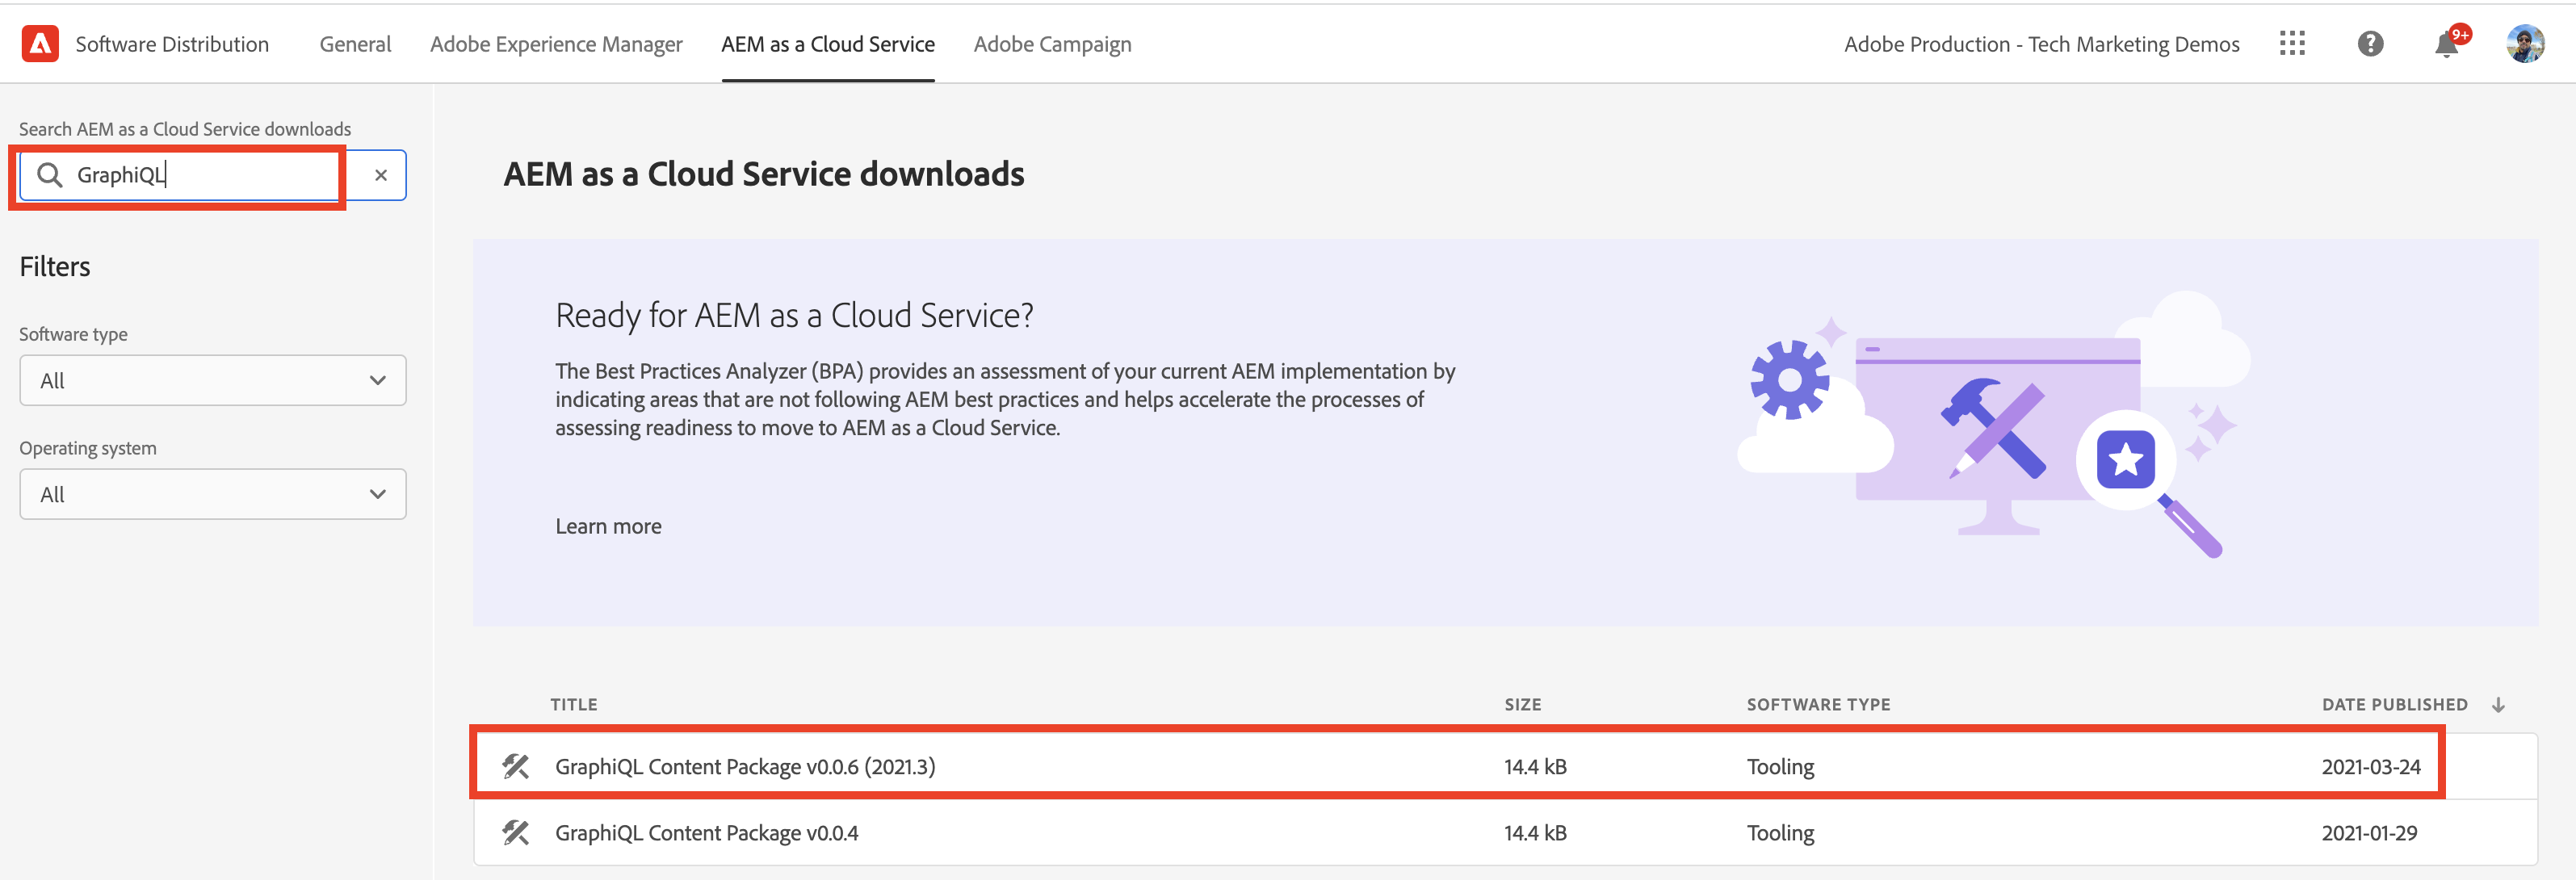 Software Distribution General Adobe Experience Manager AEM as a Cloud Service Adobe Campaign Adobe Production - Tech Marketing Demos 9+
Search AEM as a Cloud Service downloads
GraphiQL
Filters
Software type
All
Operating system
All
AEM as a Cloud Service downloads
Ready for AEM as a Cloud Service?
The Best Practices Analyzer (BPA) provides an assessment of your current AEM implementation by
indicating areas that are not following AEM best practices and helps accelerate the processes of
assessing readiness to move to AEM as a Cloud Service.
Learn more
TITLE SIZE SOFTWARE TYPE DATE PUBLISHED
GraphiQL Content Package v0.0.6 (2021.3) 14.4 kB Tooling 2021-03-24
GraphiQL Content Package v0.0.4 14.4 kB Tooling 2021-01-29